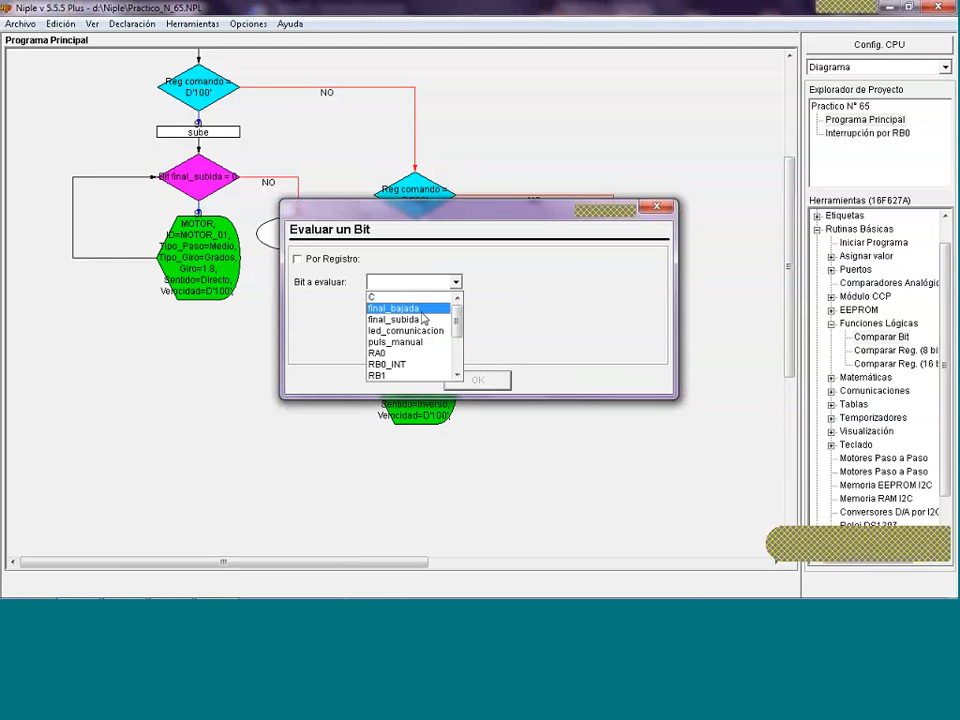 Niple v 5.5.5 Plus - d:\Niple\Practico_N_65.NPL
Archivo Edición Ver Declaración Herramientas Opciones Ayuda
Programa Principal
Reg comando =
D'100'
NO
SI
sube
Bit final_subida = 0
NO
SI
MOTOR,
ID=MOTOR_01,
Tipo_Paso=Medio,
Tipo_Giro=Grados,
Giro=1.8,
Sentido=Directo,
Velocidad=D'100',
Reg comando =
Evaluar un Bit
Por Registro:
Bit a evaluar:
C
final_bajada
final_subida
led_comunicacion
puls_manual
RA0
RB0_INT
RB1
OK
Sentido=Inverso,
Velocidad=D'100',
Config. CPU
Diagrama
Explorador de Proyecto
Practico N° 65
Programa Principal
Interrupción por RB0
Herramientas (16F627A)
Etiquetas
Rutinas Básicas
Iniciar Programa
Asignar valor
Puertos
Comparadores Analógic
Módulo CCP
EEPROM
Funciones Lógicas
Comparar Bit
Comparar Reg. (8 bi
Comparar Reg. (16 b
Matemáticas
Comunicaciones
Tablas
Temporizadores
Visualización
Teclado
Motores Paso a Paso
Motores Paso a Paso
Memoria EEPROM I2C
Memoria RAM I2C
Conversores D/A por I2C